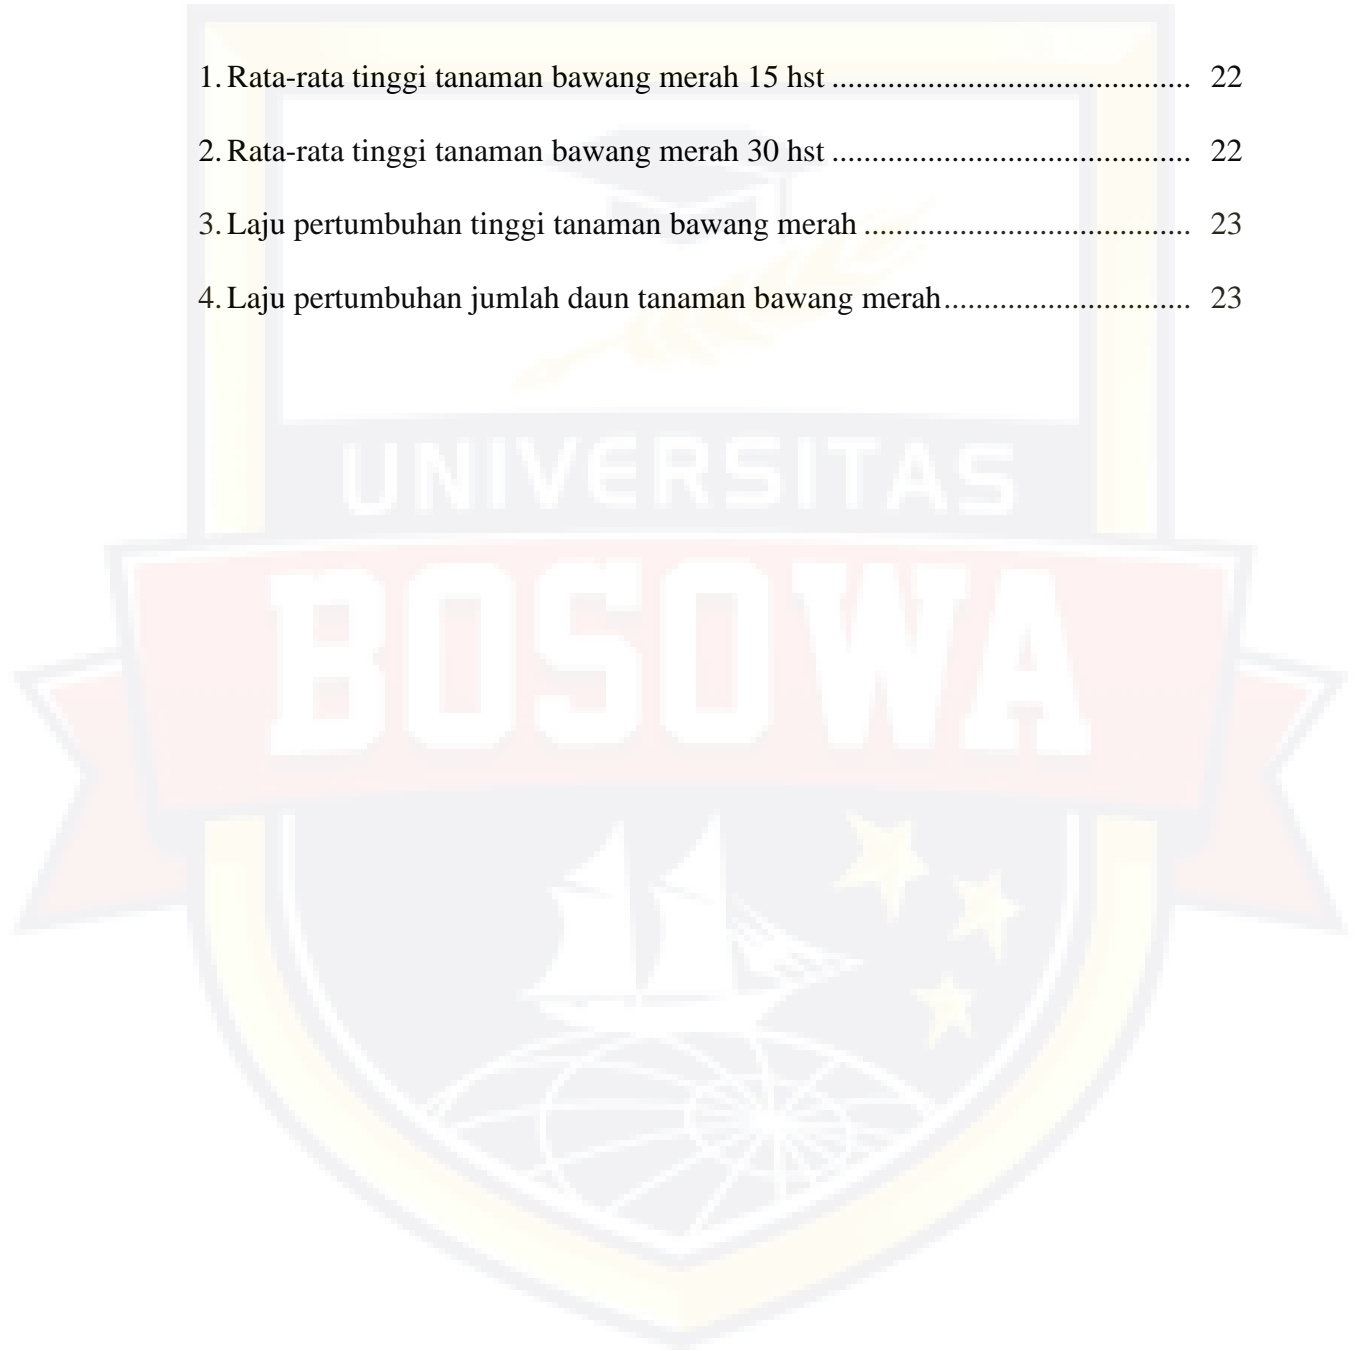 1. Rata-rata tinggi tanaman bawang merah 15 hst ............................................. 22
2. Rata-rata tinggi tanaman bawang merah 30 hst ............................................. 22
3. Laju pertumbuhan tinggi tanaman bawang merah ......................................... 23
4. Laju pertumbuhan jumlah daun tanaman bawang merah............................... 23
UNIVERSITAS
BOSOWA